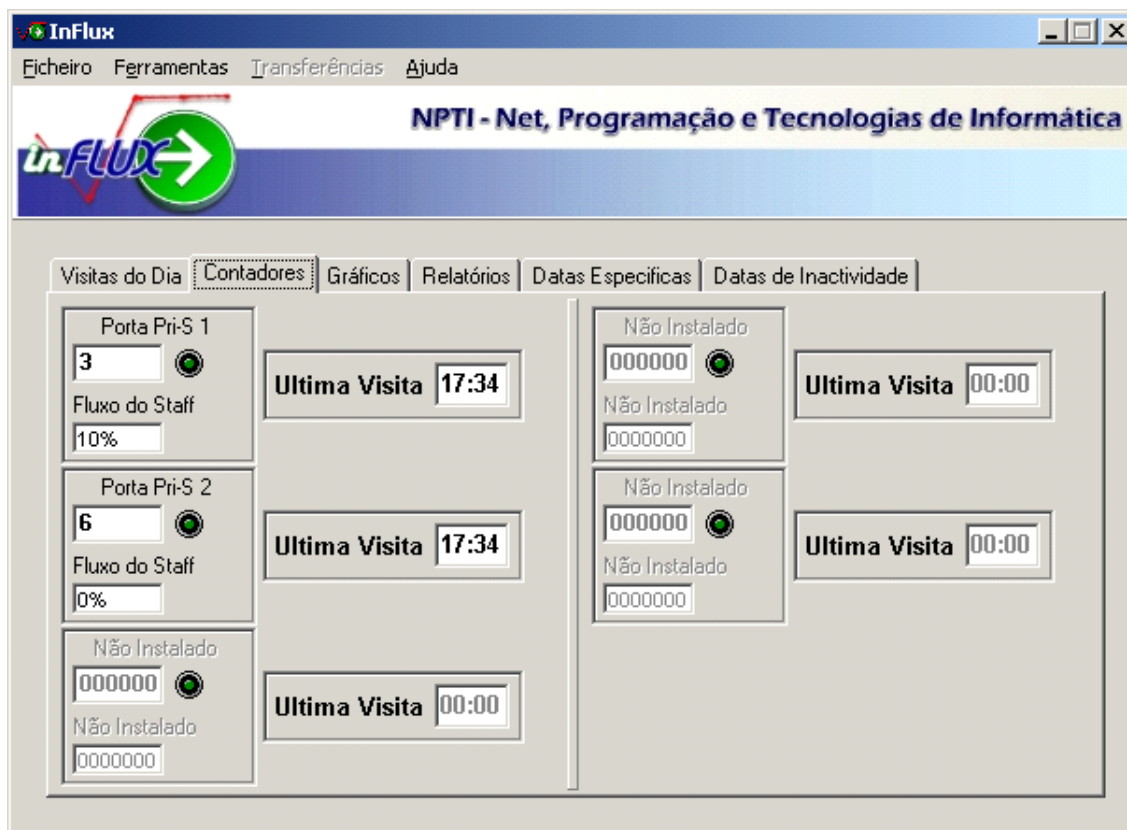 InFlux
Ficheiro Ferramentas Transferências Ajuda
NPTI - Net, Programação e Tecnologias de Informática
inFLUX
Visitas do Dia Contadores Gráficos Relatórios Datas Especificas Datas de Inactividade
Porta Pri-S 1
3
Ultima Visita 17:34
Fluxo do Staff
10%
Porta Pri-S 2
6
Ultima Visita 17:34
Fluxo do Staff
0%
Não Instalado
000000
Ultima Visita 00:00
Não Instalado
0000000
Não Instalado
000000
Ultima Visita 00:00
Não Instalado
0000000
Não Instalado
000000
Ultima Visita 00:00
Não Instalado
0000000